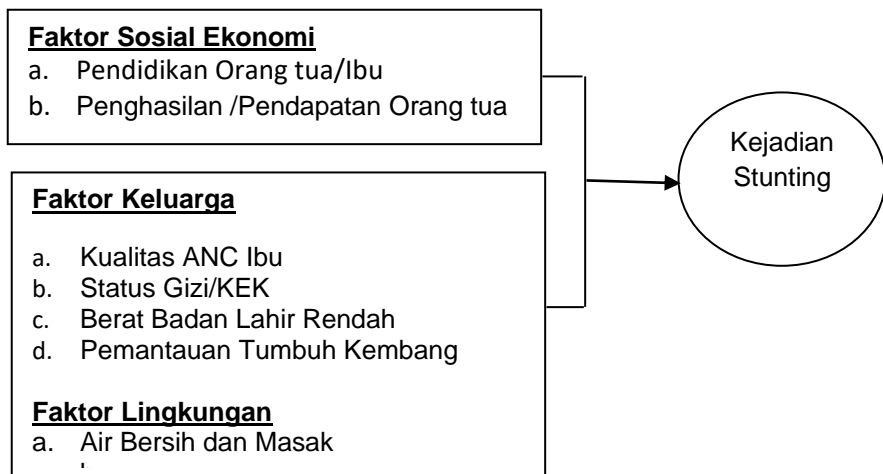 Faktor Sosial Ekonomi
a. Pendidikan Orang tua/Ibu
b. Penghasilan /Pendapatan Orang tua
Kejadian
Stunting
Faktor Keluarga
a. Kualitas ANC Ibu
b. Status Gizi/KEK
c. Berat Badan Lahir Rendah
d. Pemantauan Tumbuh Kembang
Faktor Lingkungan
a. Air Bersih dan Masak